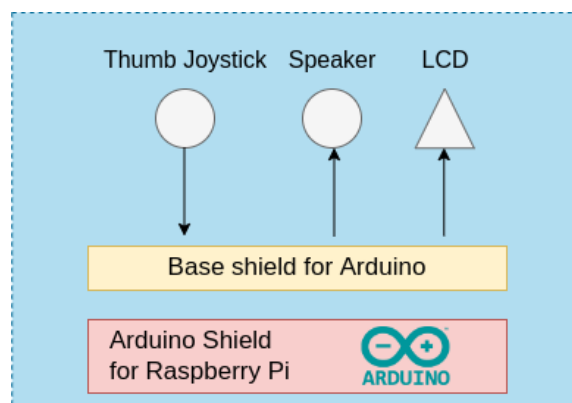 Thumb Joystick Speaker LCD
Base shield for Arduino
Arduino Shield
for Raspberry Pi
ARDUINO